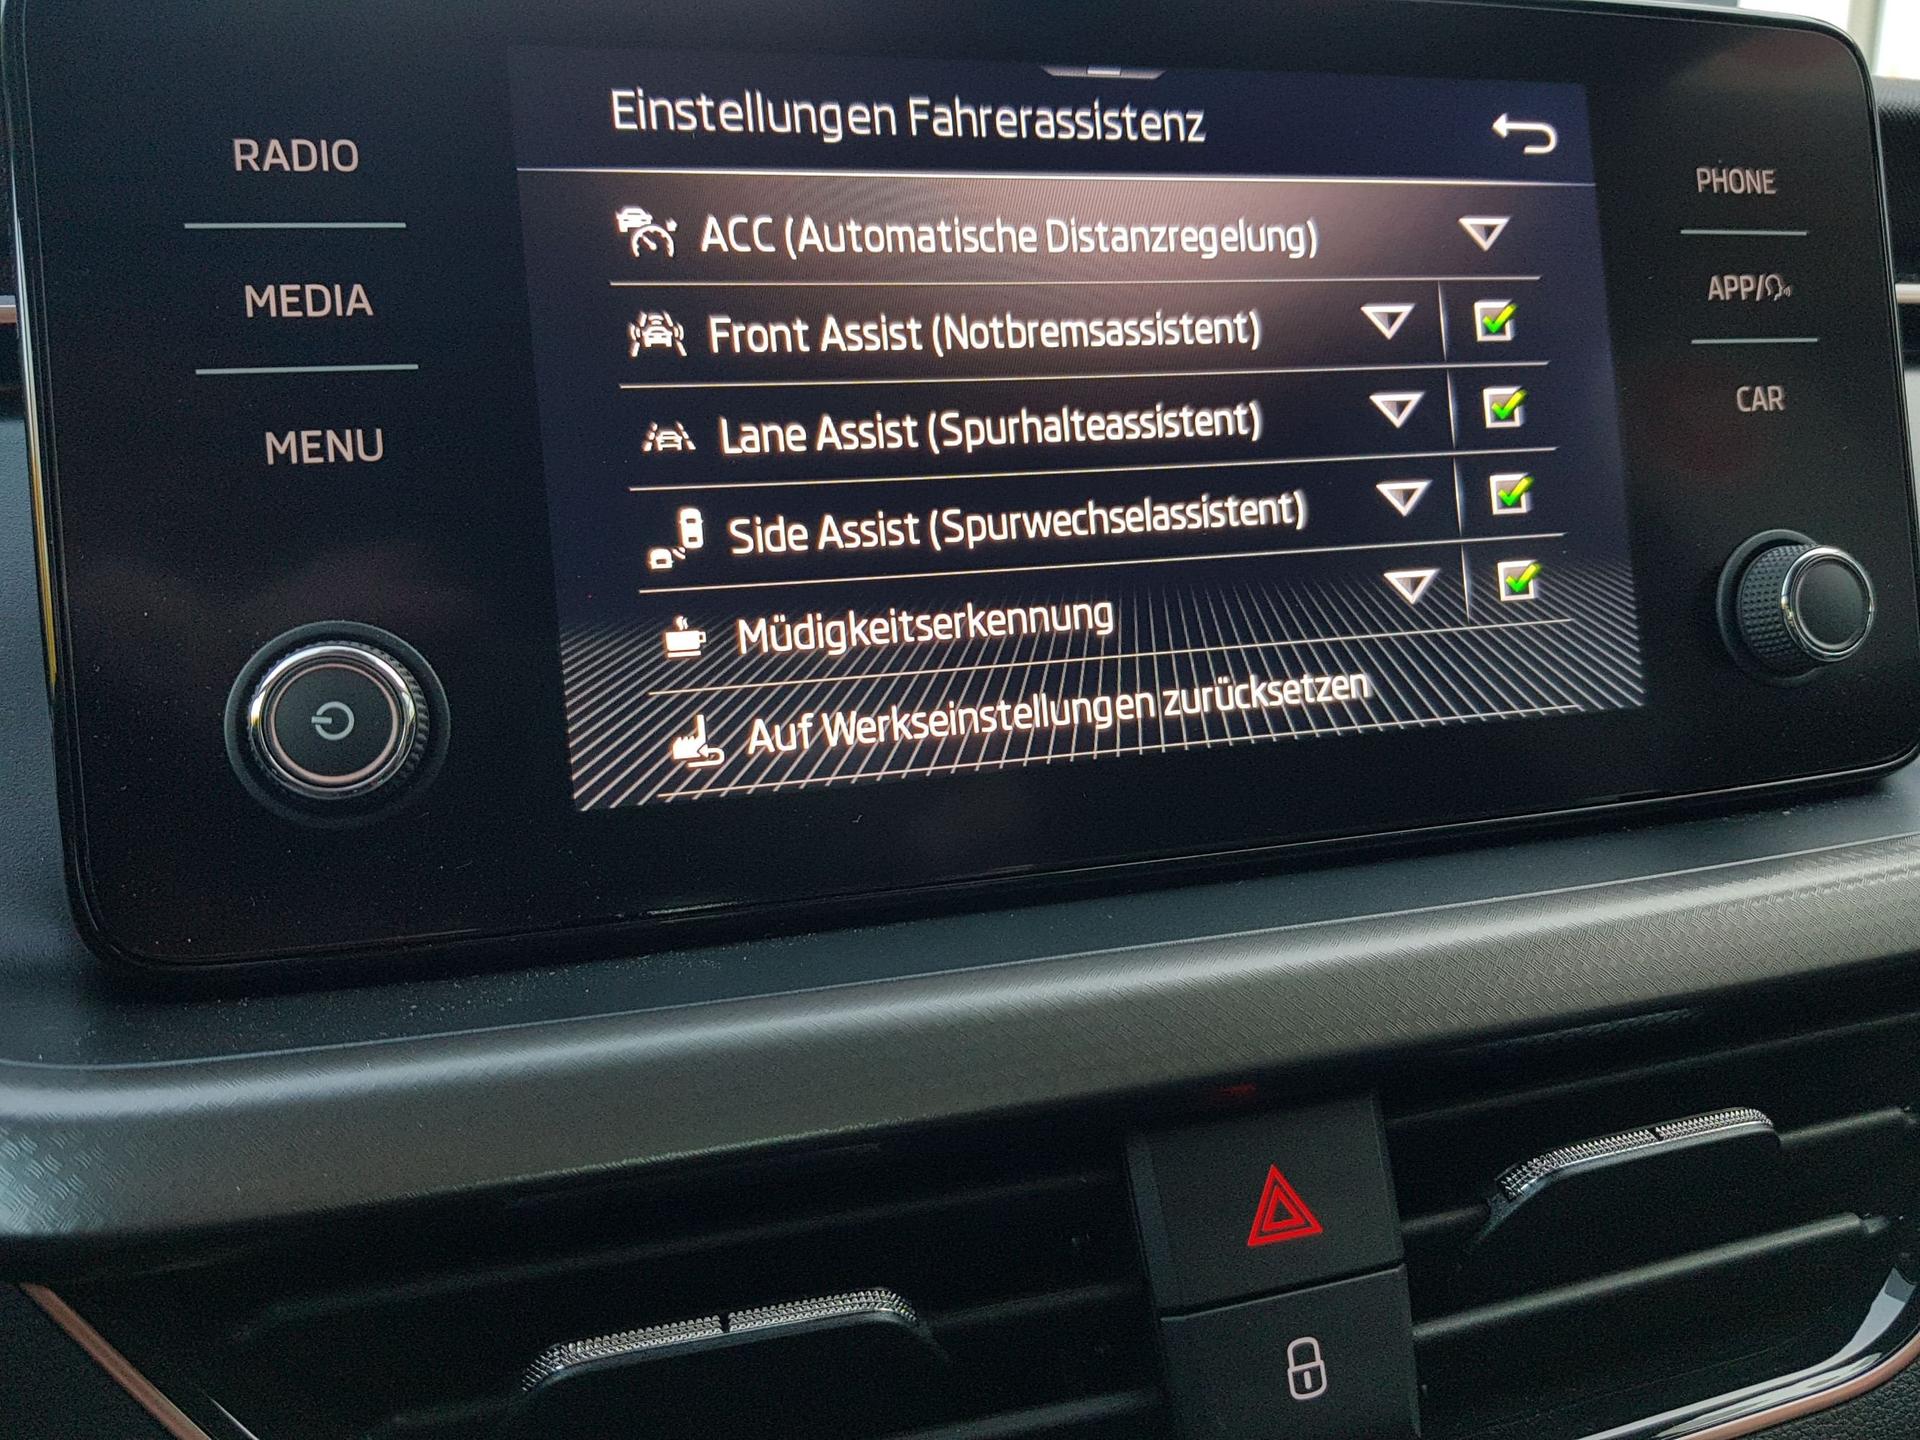 Einstellungen Fahrerassistenz
RADIO
MEDIA
MENU
ACC (Automatische Distanzregelung)
Front Assist (Notbremsassistent)
Lane Assist (Spurhalteassistent)
Side Assist (Spurwechselassistent)
Müdigkeitserkennung
Auf Werkseinstellungen zurücksetzen
PHONE
APP/
CAR